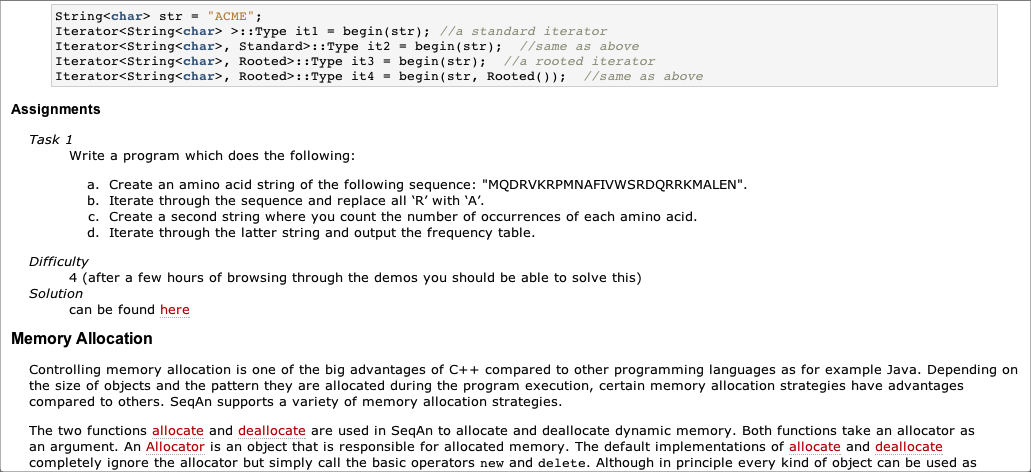 String<char> str = "ACME";
Iterator<String<char> >::Type it1 = begin(str); //a standard iterator
Iterator<String<char>, Standard>::Type it2 = begin(str);  //same as above
Iterator<String<char>, Rooted>::Type it3 = begin(str);  //a rooted iterator
Iterator<String<char>, Rooted>::Type it4 = begin(str, Rooted());  //same as above
Assignments
Task 1
Write a program which does the following:
a. Create an amino acid string of the following sequence: "MQDRVKRPMNAFIVWSRDQRRKMALEN".
b. Iterate through the sequence and replace all ‘R’ with ‘A’.
c. Create a second string where you count the number of occurrences of each amino acid.
d. Iterate through the latter string and output the frequency table.
Difficulty
4 (after a few hours of browsing through the demos you should be able to solve this)
Solution
can be found here
Memory Allocation
Controlling memory allocation is one of the big advantages of C++ compared to other programming languages as for example Java. Depending on
the size of objects and the pattern they are allocated during the program execution, certain memory allocation strategies have advantages
compared to others. SeqAn supports a variety of memory allocation strategies.
The two functions allocate and deallocate are used in SeqAn to allocate and deallocate dynamic memory. Both functions take an allocator as
an argument. An Allocator is an object that is responsible for allocated memory. The default implementations of allocate and deallocate
completely ignore the allocator but simply call the basic operators new and delete. Although in principle every kind of object can be used as